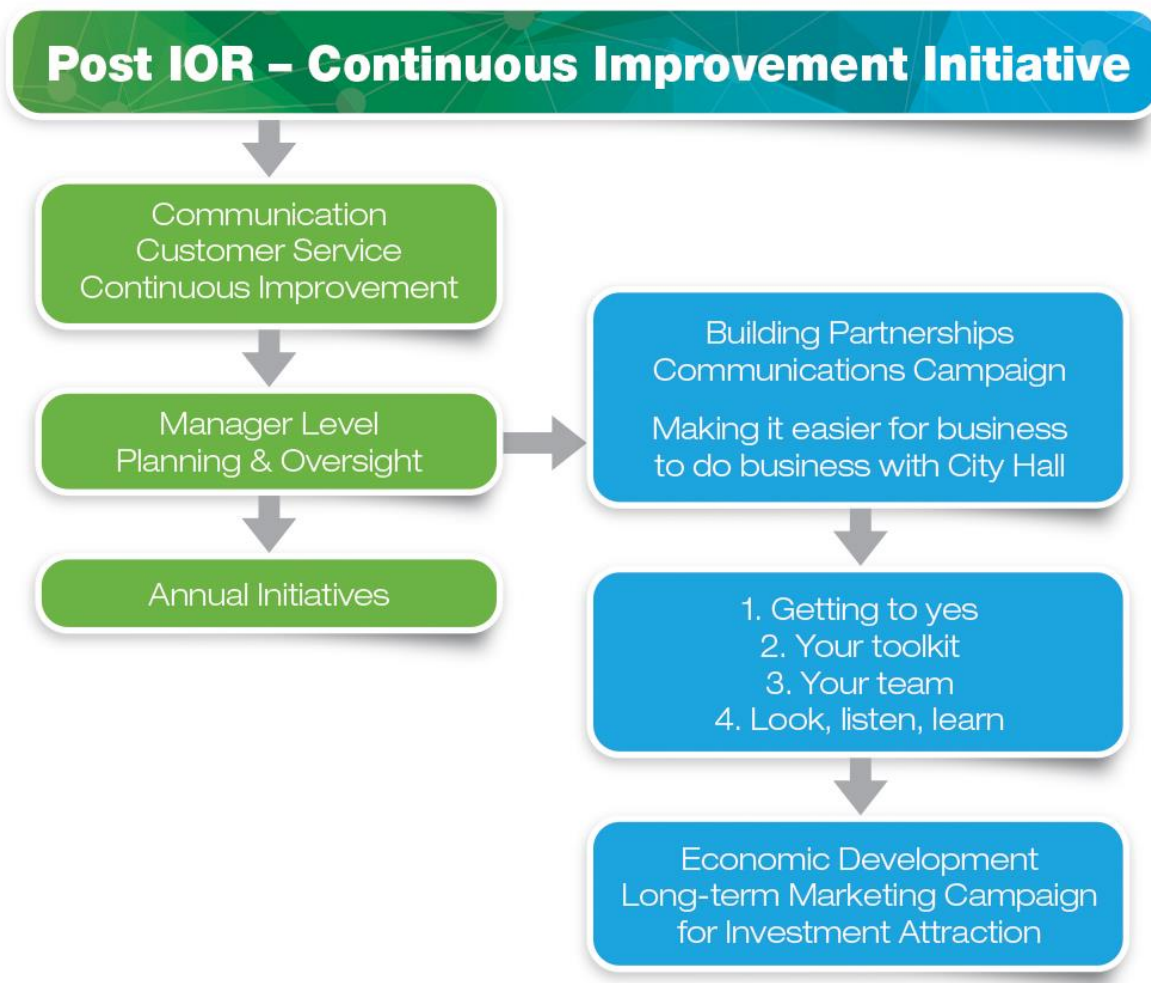 Post IOR – Continuous Improvement Initiative
Communication
Customer Service
Continuous Improvement
Manager Level
Planning & Oversight
Annual Initiatives
Building Partnerships
Communications Campaign
Making it easier for business
to do business with City Hall
1. Getting to yes
2. Your toolkit
3. Your team
4. Look, listen, learn
Economic Development
Long-term Marketing Campaign
for Investment Attraction